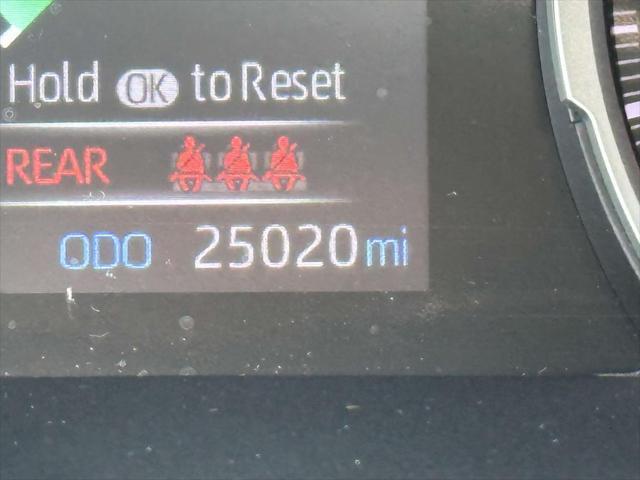 Hold OK to Reset
REAR
ODO 25020 mi